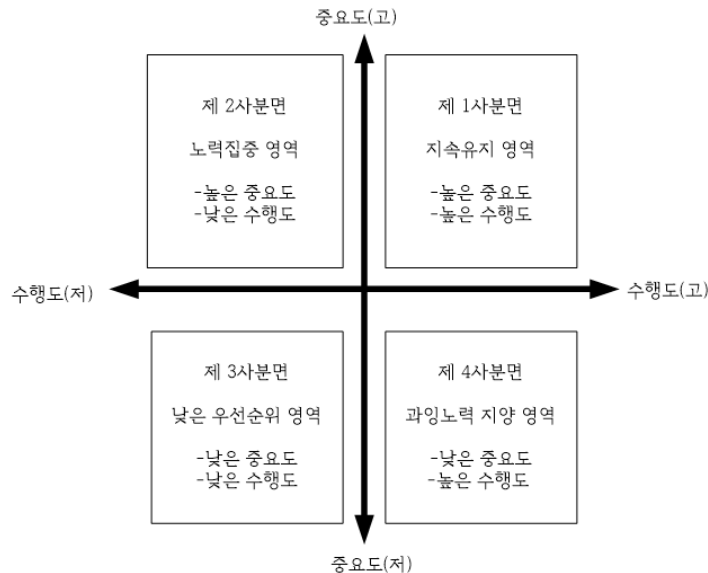 중요도(고)
제 2사분면
노력집중 영역
-높은 중요도
-낮은 수행도
제 1사분면
지속유지 영역
-높은 중요도
-높은 수행도
수행도(저)
수행도(고)
제 3사분면
낮은 우선순위 영역
-낮은 중요도
-낮은 수행도
제 4사분면
과잉노력 지양 영역
-낮은 중요도
-높은 수행도
중요도(저)